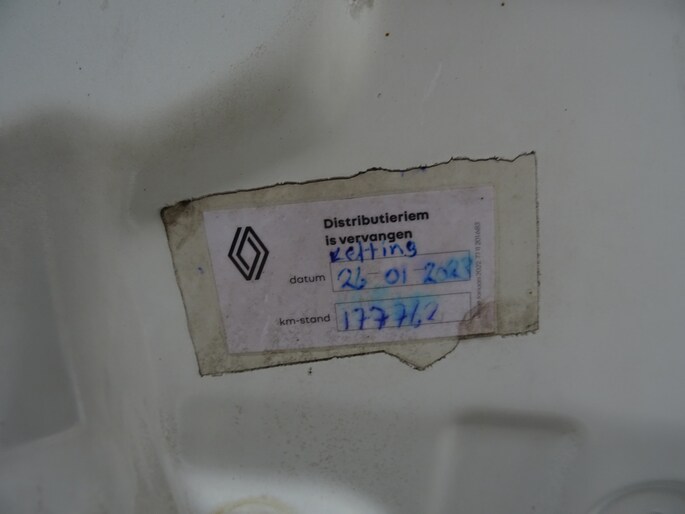 Distributieriem
is vervangen
ketting
datum 26-01-2023
km-stand 177762